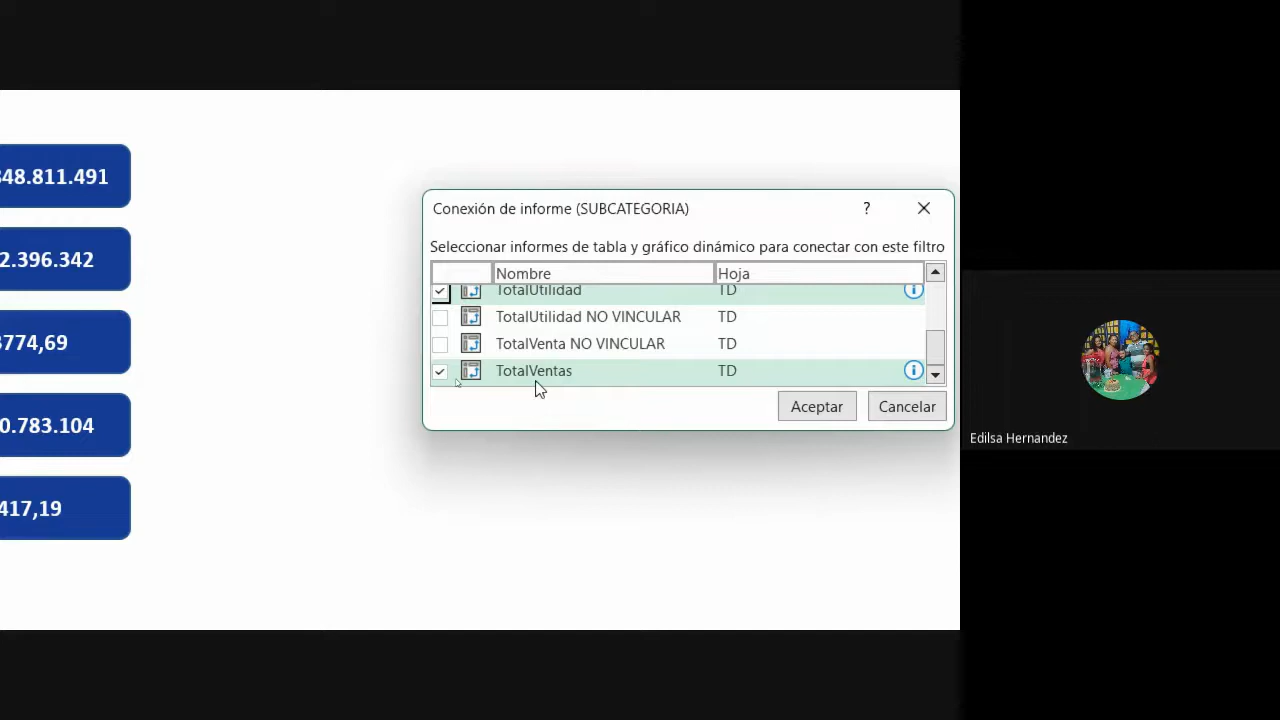 48.811.491
2.396.342
774,69
0.783.104
417,19
Conexión de informe (SUBCATEGORIA)
?
Seleccionar informes de tabla y gráfico dinámico para conectar con este filtro
Nombre Hoja
TotalUtilidad TD
TotalUtilidad NO VINCULAR TD
TotalVenta NO VINCULAR TD
TotalVentas TD
Aceptar Cancelar
Edilsa Hernandez